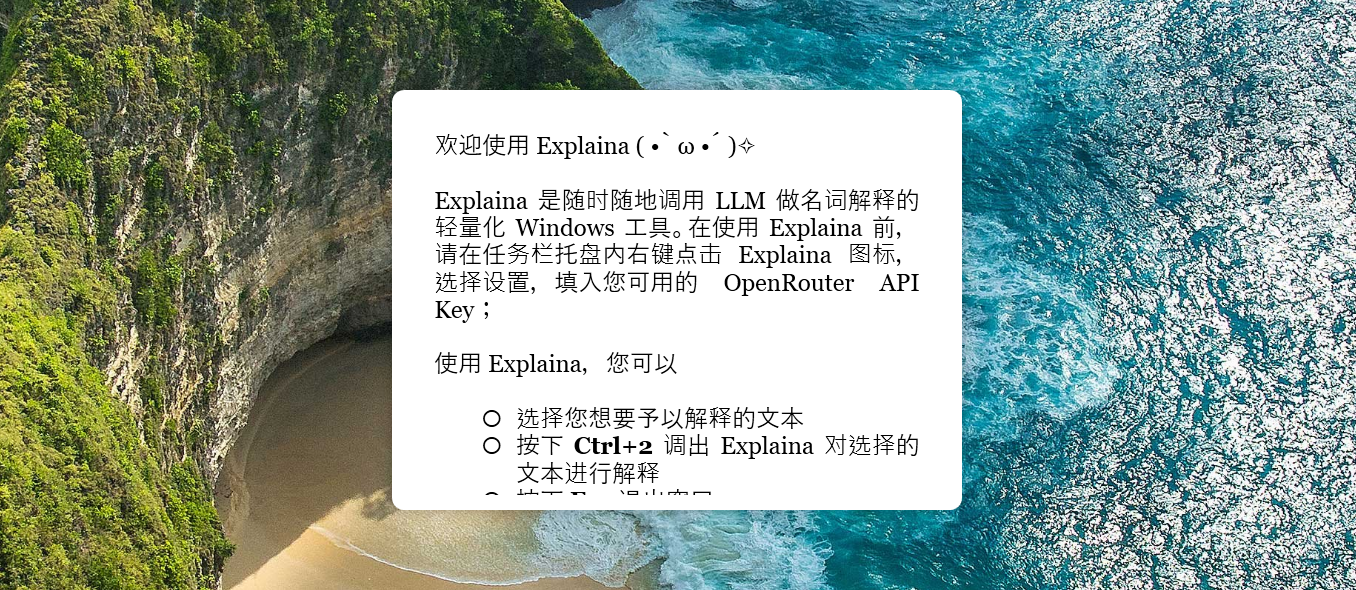 欢迎使用 Explaina ( •̀ ω •́ )✧
Explaina 是随时随地调用 LLM 做名词解释的
轻量化 Windows 工具。在使用 Explaina 前，
请在任务栏托盘内右键点击 Explaina 图标，
选择设置，填入您可用的 OpenRouter API
Key；
使用 Explaina，您可以
选择您想要予以解释的文本
按下 Ctrl+2 调出 Explaina 对选择的
文本进行解释